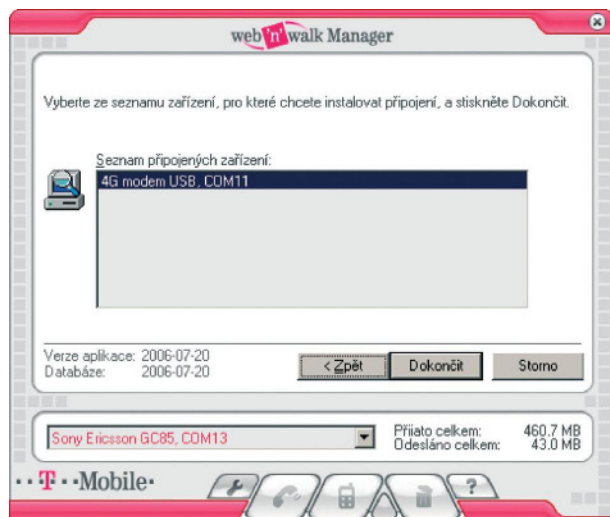 web'n'walk Manager
Vyberte ze seznamu zařízení, pro které chcete instalovat připojení, a stiskněte Dokončit.
Seznam připojených zařízení:
4G modem USB, COM11
Verze aplikace: 2006-07-20
Databáze: 2006-07-20
< Zpět Dokončit Storno
Sony Ericsson GC85, COM13
Přijato celkem: 460.7 MB
Odesláno celkem: 43.0 MB
··T··Mobile·
?